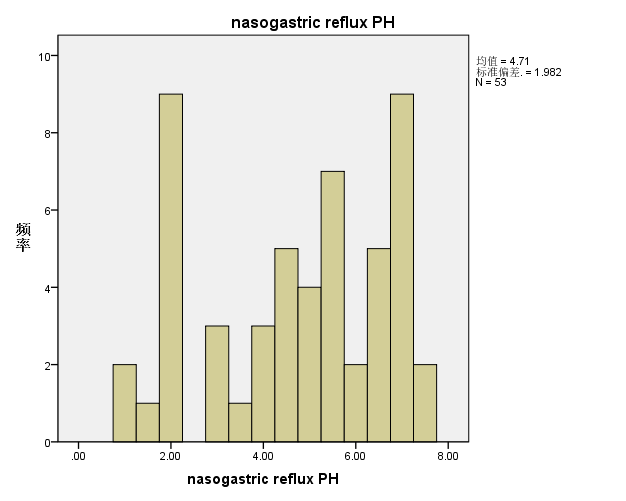 nasogastric reflux PH
均值 = 4.71
标准偏差. = 1.982
N = 53
10
8
6
4
2
0
频率
.00 2.00 4.00 6.00 8.00
nasogastric reflux PH